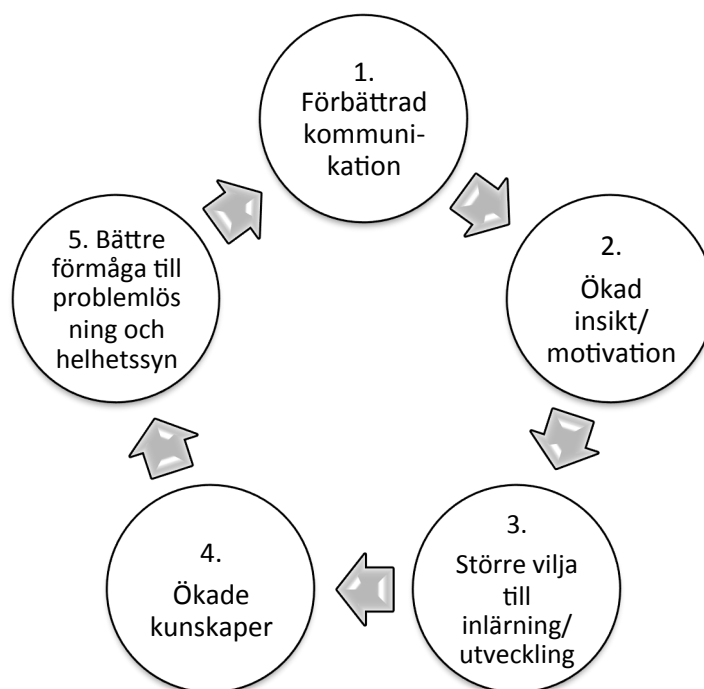 1.
Förbättrad
kommuni-
kation
2.
Ökad
insikt/
motivation
3.
Större vilja
till
inlärning/
utveckling
4.
Ökade
kunskaper
5. Bättre
förmåga till
problemlös
ning och
helhetssyn